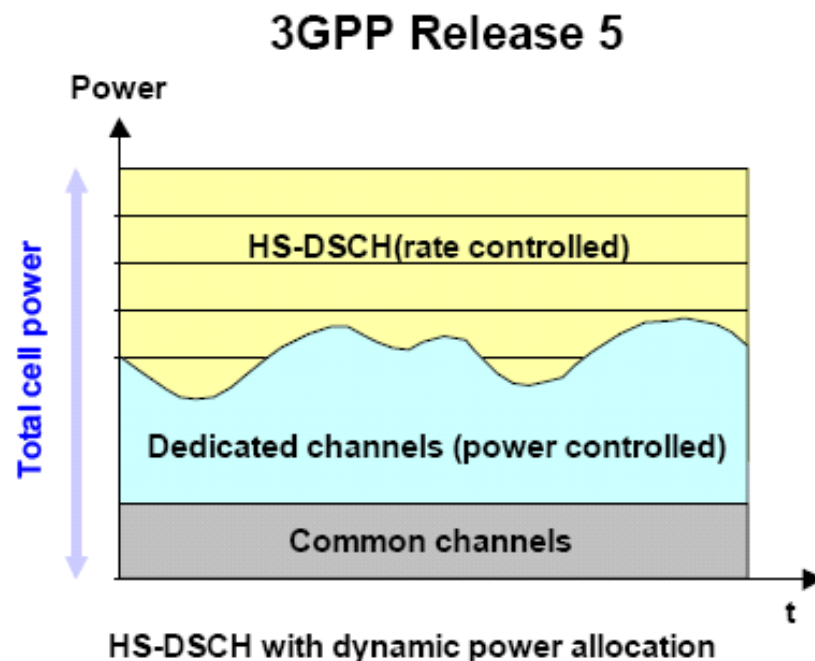 3GPP Release 5
Power
Total cell power
HS-DSCH(rate controlled)
Dedicated channels (power controlled)
Common channels
t
HS-DSCH with dynamic power allocation